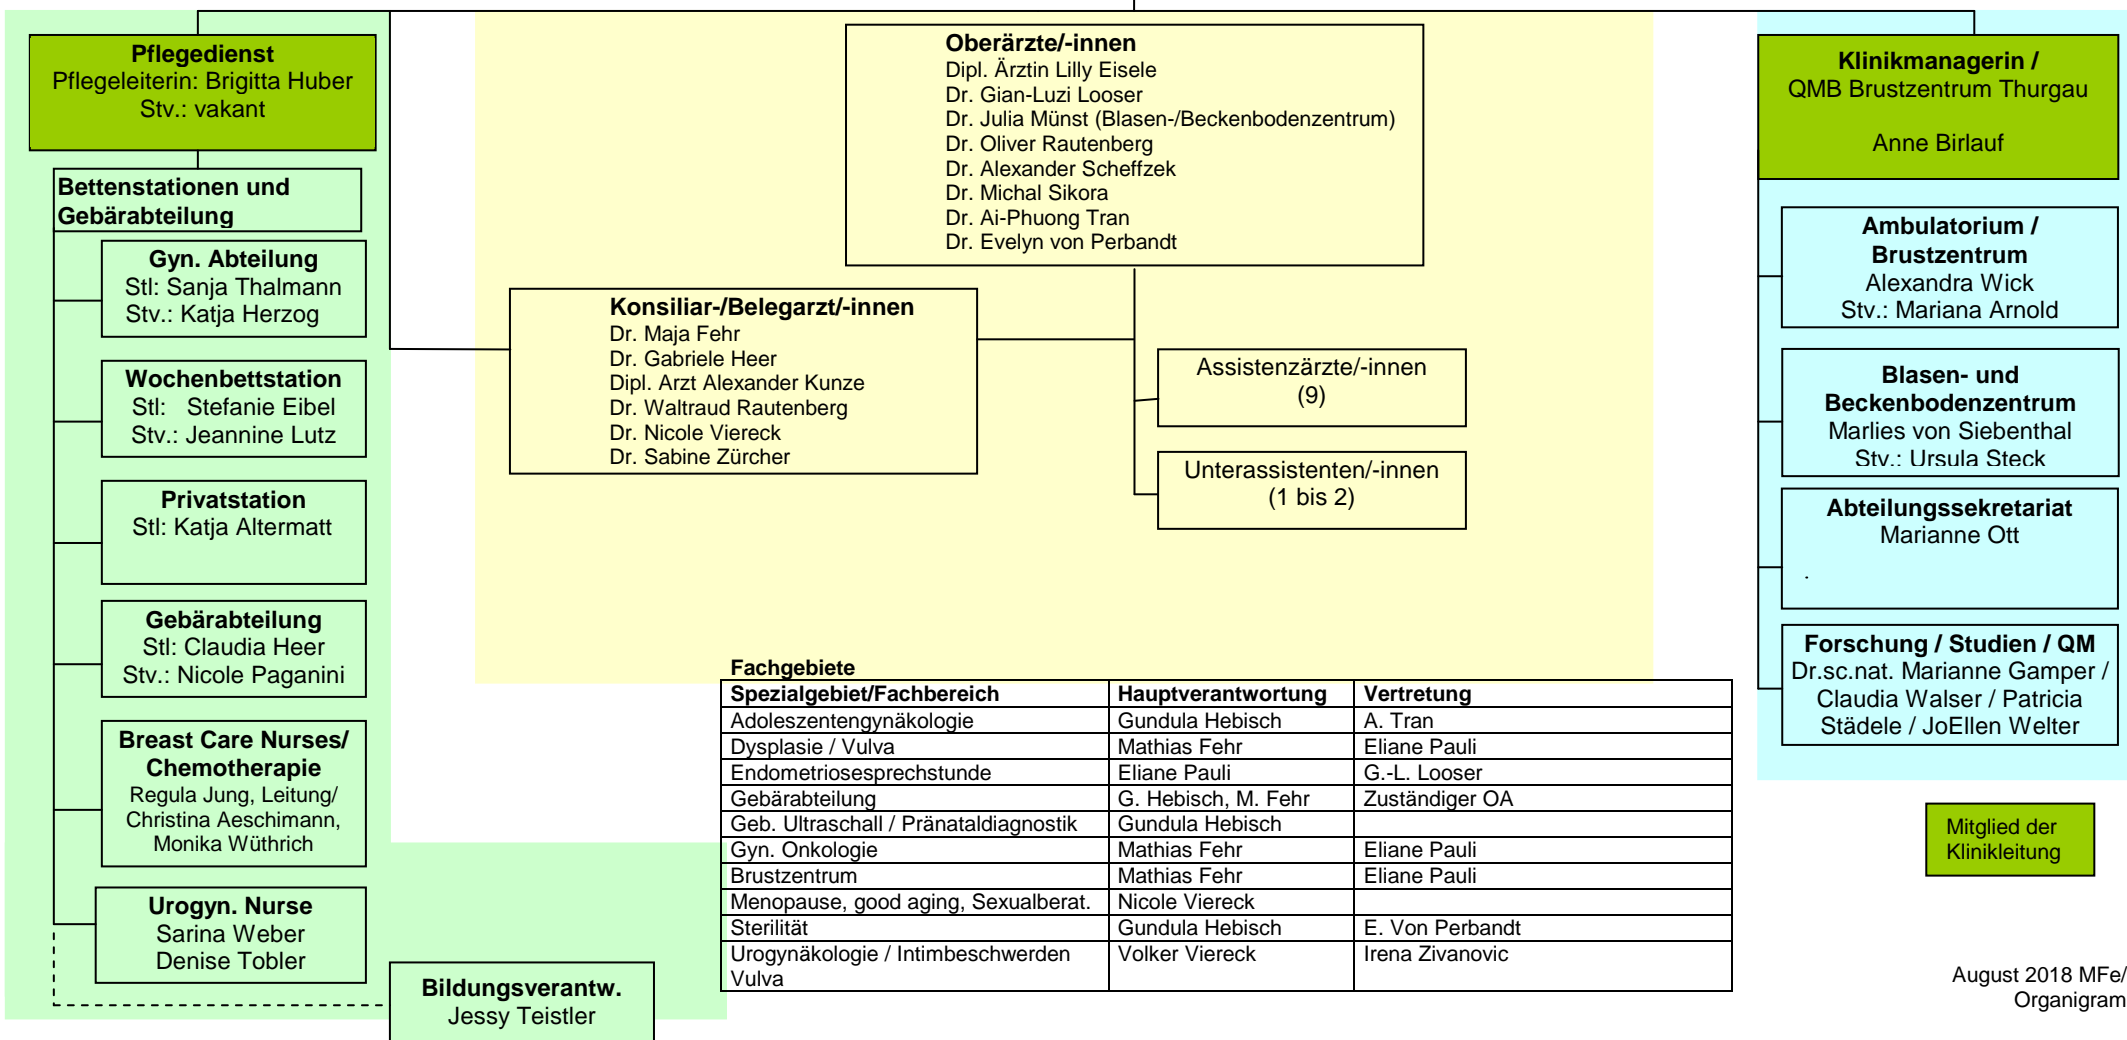 Pflegedienst
Pflegeleiterin: Brigitta Huber
Stv.: vakant
Bettenstationen und
Gebärabteilung
Gyn. Abteilung
Stl: Sanja Thalmann
Stv.: Katja Herzog
Wochenbettstation
Stl: Stefanie Eibel
Stv.: Jeannine Lutz
Privatstation
Stl: Katja Altermatt
Gebärabteilung
Stl: Claudia Heer
Stv.: Nicole Paganini
Breast Care Nurses/
Chemotherapie
Regula Jung, Leitung/
Christina Aeschimann,
Monika Wüthrich
Urogyn. Nurse
Sarina Weber
Denise Tobler
Bildungsverantw.
Jessy Teistler
Oberärzte/-innen
Dipl. Ärztin Lilly Eisele
Dr. Gian-Luzi Looser
Dr. Julia Münst (Blasen-/Beckenbodenzentrum)
Dr. Oliver Rautenberg
Dr. Alexander Scheffzek
Dr. Michal Sikora
Dr. Ai-Phuong Tran
Dr. Evelyn von Perbandt
Konsiliar-/Belegarzt/-innen
Dr. Maja Fehr
Dr. Gabriele Heer
Dipl. Arzt Alexander Kunze
Dr. Waltraud Rautenberg
Dr. Nicole Viereck
Dr. Sabine Zürcher
Assistenzärzte/-innen
(9)
Unterassistenten/-innen
(1 bis 2)
Fachgebiete
Spezialgebiet/Fachbereich Hauptverantwortung Vertretung
Adoleszentengynäkologie Gundula Hebisch A. Tran
Dysplasie / Vulva Mathias Fehr Eliane Pauli
Endometriosesprechstunde Eliane Pauli G.-L. Looser
Gebärabteilung G. Hebisch, M. Fehr Zuständiger OA
Geb. Ultraschall / Pränataldiagnostik Gundula Hebisch
Gyn. Onkologie Mathias Fehr Eliane Pauli
Brustzentrum Mathias Fehr Eliane Pauli
Menopause, good aging, Sexualberat. Nicole Viereck
Sterilität Gundula Hebisch E. Von Perbandt
Urogynäkologie / Intimbeschwerden Volker Viereck Irena Zivanovic
Vulva
Klinikmanagerin /
QMB Brustzentrum Thurgau
Anne Birlauf
Ambulatorium /
Brustzentrum
Alexandra Wick
Stv.: Mariana Arnold
Blasen- und
Beckenbodenzentrum
Marlies von Siebenthal
Stv.: Ursula Steck
Abteilungssekretariat
Marianne Ott
.
Forschung / Studien / QM
Dr.sc.nat. Marianne Gamper /
Claudia Walser / Patricia
Städele / JoEllen Welter
Mitglied der
Klinikleitung
August 2018 MFe/
Organigram